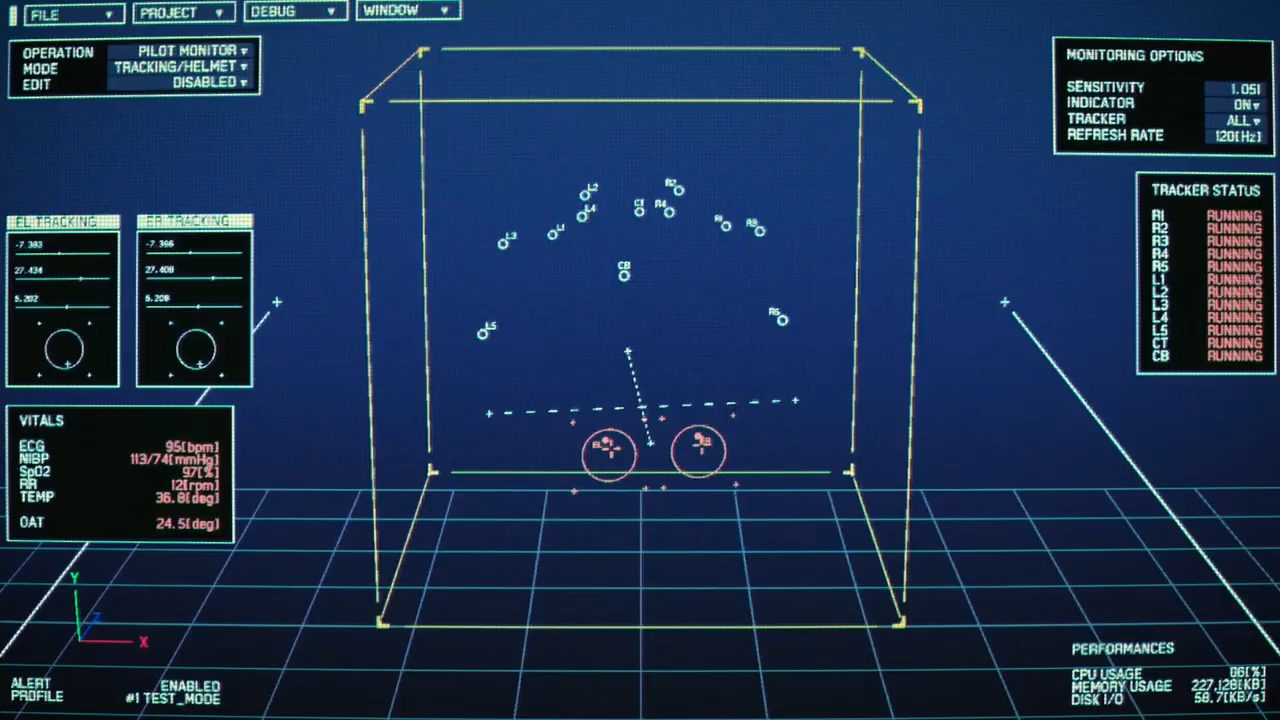 FILE PROJECT DEBUG WINDOW
OPERATION PILOT MONITOR
MODE TRACKING/HELMET
EDIT DISABLED
MONITORING OPTIONS
SENSITIVITY 1.051
INDICATOR ON
TRACKER ALL
REFRESH RATE 120[Hz]
TRACKER STATUS
R1 RUNNING
R2 RUNNING
R3 RUNNING
R4 RUNNING
R5 RUNNING
L1 RUNNING
L2 RUNNING
L3 RUNNING
L4 RUNNING
L5 RUNNING
CT RUNNING
CB RUNNING
EL TRACKING
-7.393
27.434
5.202
ER TRACKING
-7.396
27.408
5.208
L2
R2
L4
CT
R4
L3
L1
R1
R3
CB
L5
R5
EL
ER
VITALS
ECG 95[bpm]
NIBP 113/74[mmHg]
SpO2 97[%]
RR 12[rpm]
TEMP 36.8[deg]
OAT 24.5[deg]
Y
Z
X
ALERT ENABLED
PROFILE #1 TEST_MODE
PERFORMANCES
CPU USAGE 06[%]
MEMORY USAGE 227,128[KB]
DISK I/O 58.7[KB/s]